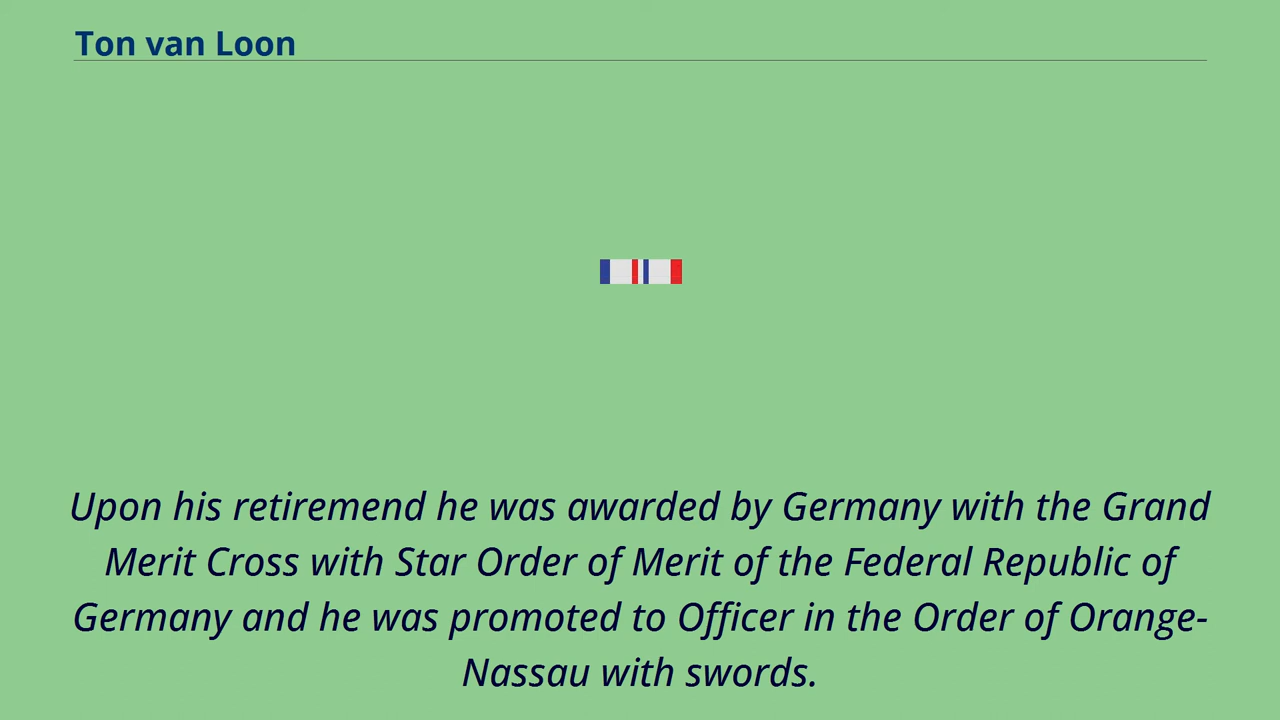 Ton van Loon
Upon his retiremend he was awarded by Germany with the Grand
Merit Cross with Star Order of Merit of the Federal Republic of
Germany and he was promoted to Officer in the Order of Orange-
Nassau with swords.